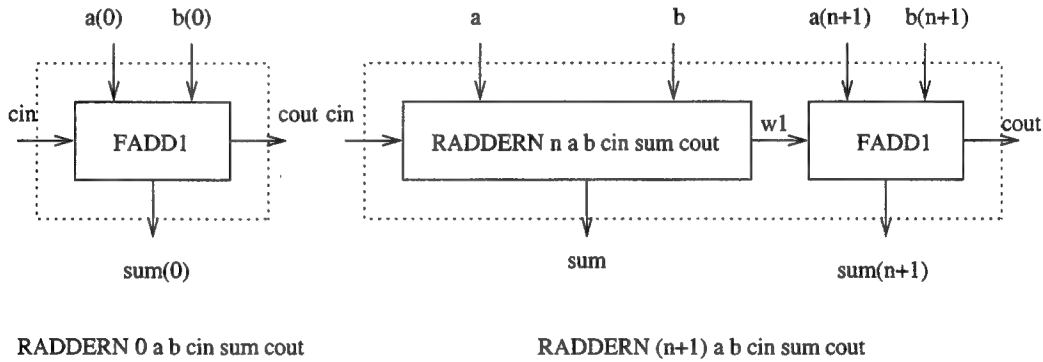 a(0) b(0) a b a(n+1) b(n+1)
cin cout cin w1 cout
FADD1 RADDERN n a b cin sum cout FADD1
sum(0) sum sum(n+1)
RADDERN 0 a b cin sum cout RADDERN (n+1) a b cin sum cout